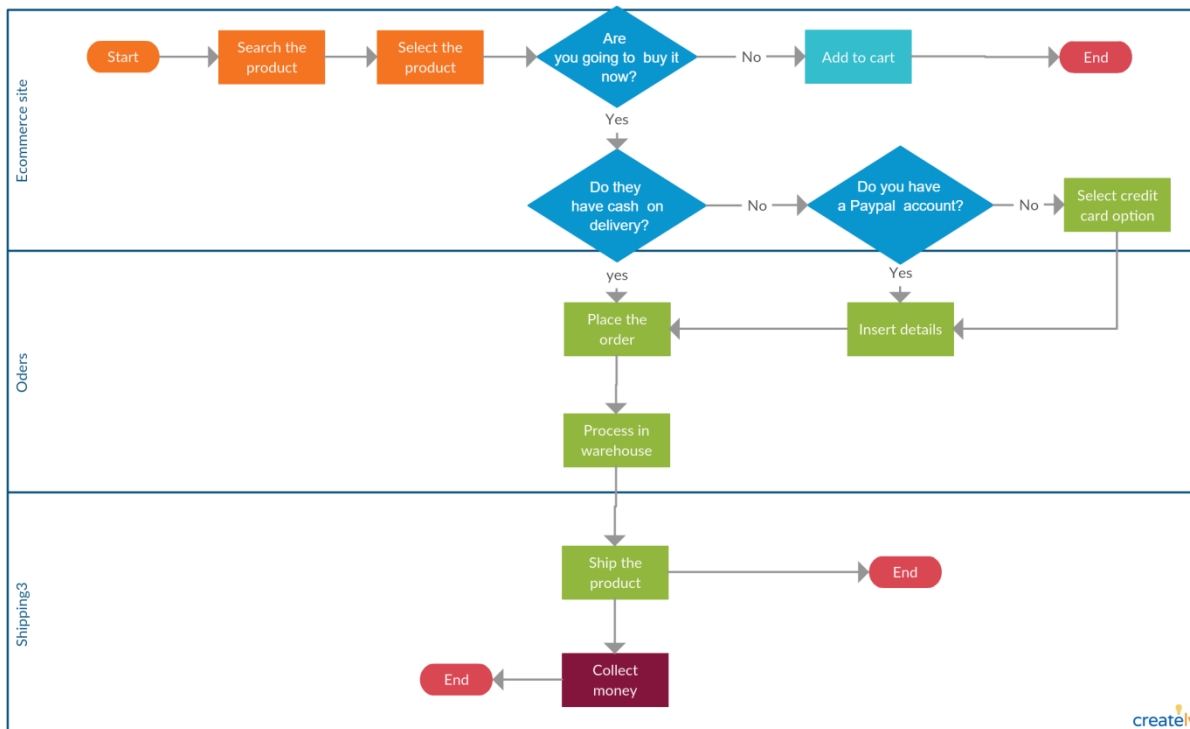 Ecommerce site
Start
Search the
product
Select the
product
Are
you going to buy it
now?
No
Add to cart
End
Yes
Do they
have cash on
delivery?
No
Do you have
a Paypal account?
No
Select credit
card option
Oders
yes
Yes
Place the
order
Insert details
Process in
warehouse
Shipping3
Ship the
product
End
Collect
money
End